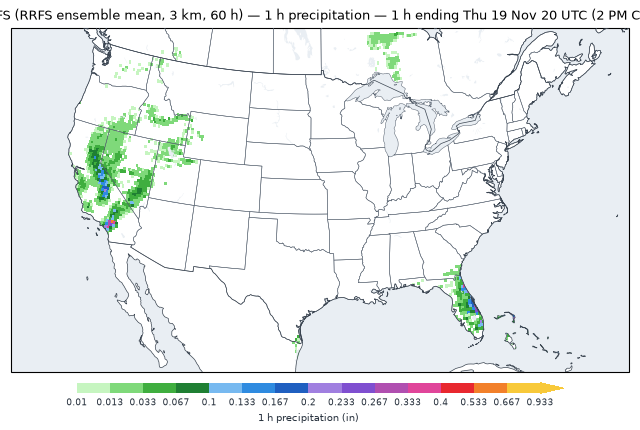 FS (RRFS ensemble mean, 3 km, 60 h) — 1 h precipitation — 1 h ending Thu 19 Nov 20 UTC (2 PM C
0.01 0.013 0.033 0.067 0.1 0.133 0.167 0.2 0.233 0.267 0.333 0.4 0.533 0.667 0.933
1 h precipitation (in)